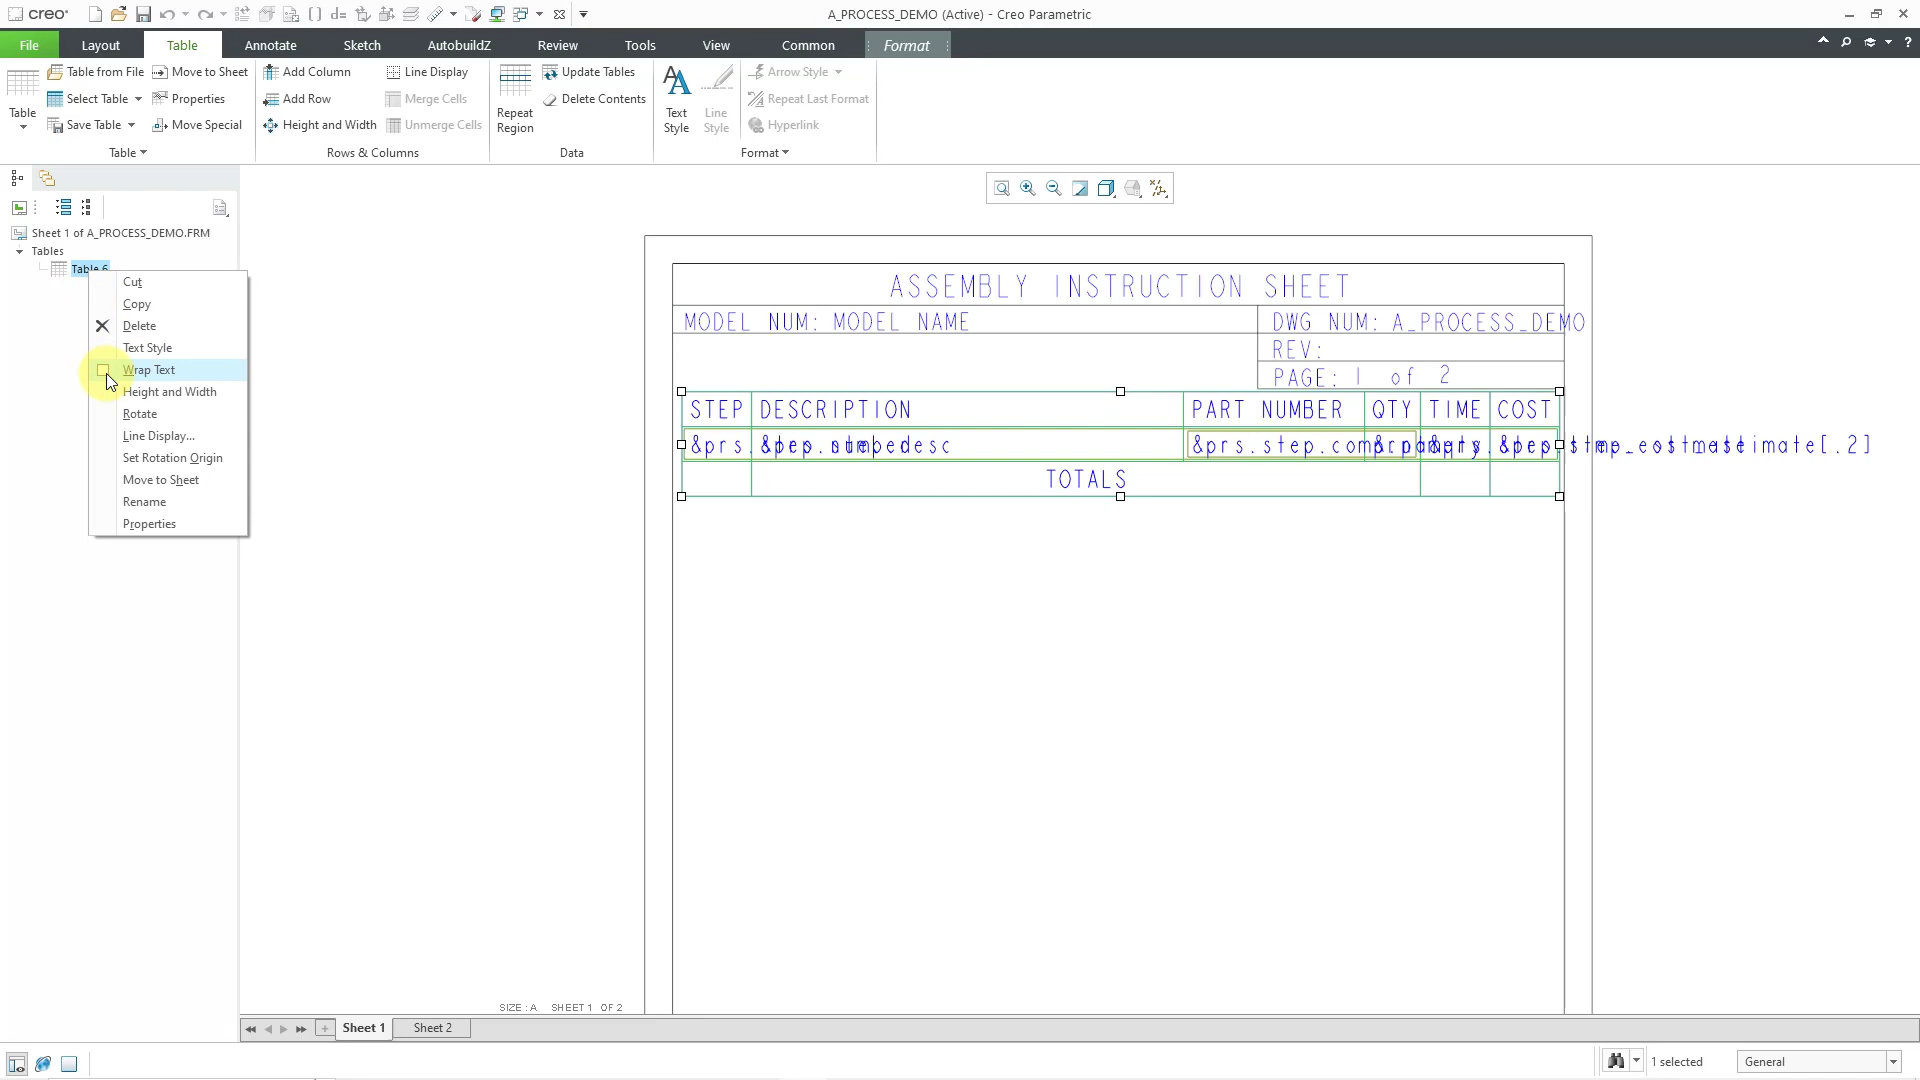 creo
A_PROCESS_DEMO (Active) - Creo Parametric
File Layout Table Annotate Sketch AutobuildZ Review Tools View Common Format
Table from File Move to Sheet Add Column Line Display Update Tables Arrow Style
Select Table Properties Add Row Merge Cells Delete Contents Repeat Last Format
Table Save Table Move Special Height and Width Unmerge Cells Repeat Region Text Style Line Style Hyperlink
Table Rows & Columns Data Format
Sheet 1 of A_PROCESS_DEMO.FRM
Tables
Table 6
Cut
Copy
Delete
Text Style
Wrap Text
Height and Width
Rotate
Line Display...
Set Rotation Origin
Move to Sheet
Rename
Properties
ASSEMBLY INSTRUCTION SHEET
MODEL NUM: MODEL NAME DWG NUM: A_PROCESS_DEMO
REV:
PAGE: 1 of 2
STEP DESCRIPTION PART NUMBER QTY TIME COST
TOTALS
SIZE : A SHEET 1 OF 2
Sheet 1 Sheet 2
1 selected General